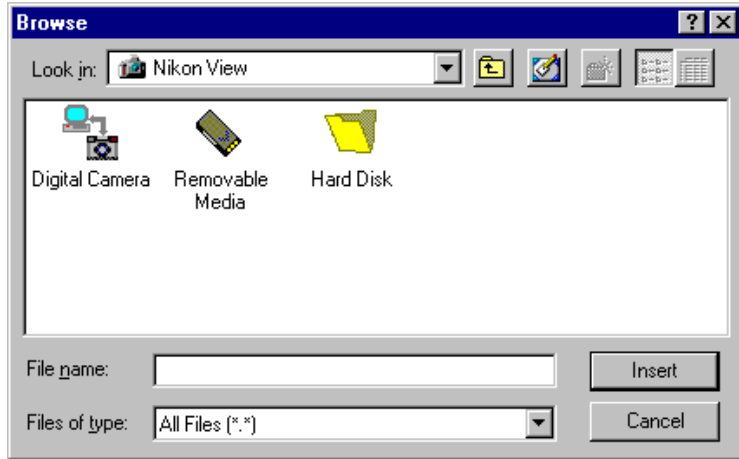 Browse
Look in: Nikon View
Digital Camera Removable Media Hard Disk
File name:
Insert
Files of type: All Files (*.*)
Cancel